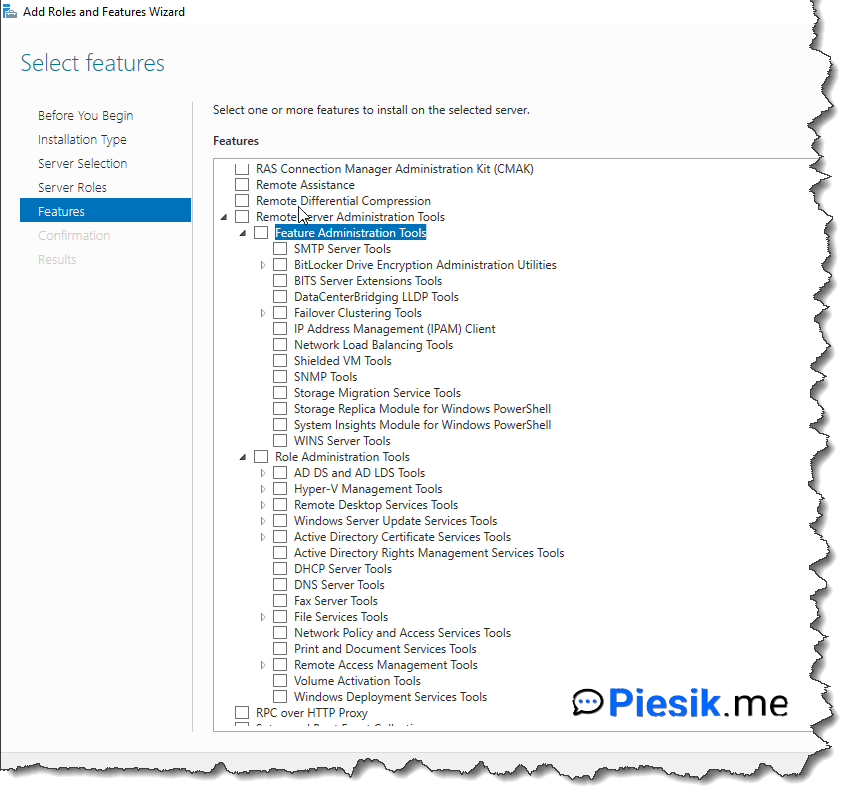 Add Roles and Features Wizard
Select features
Before You Begin
Installation Type
Server Selection
Server Roles
Features
Confirmation
Results
Select one or more features to install on the selected server.
Features
RAS Connection Manager Administration Kit (CMAK)
Remote Assistance
Remote Differential Compression
Remote Server Administration Tools
Feature Administration Tools
SMTP Server Tools
BitLocker Drive Encryption Administration Utilities
BITS Server Extensions Tools
DataCenterBridging LLDP Tools
Failover Clustering Tools
IP Address Management (IPAM) Client
Network Load Balancing Tools
Shielded VM Tools
SNMP Tools
Storage Migration Service Tools
Storage Replica Module for Windows PowerShell
System Insights Module for Windows PowerShell
WINS Server Tools
Role Administration Tools
AD DS and AD LDS Tools
Hyper-V Management Tools
Remote Desktop Services Tools
Windows Server Update Services Tools
Active Directory Certificate Services Tools
Active Directory Rights Management Services Tools
DHCP Server Tools
DNS Server Tools
Fax Server Tools
File Services Tools
Network Policy and Access Services Tools
Print and Document Services Tools
Remote Access Management Tools
Volume Activation Tools
Windows Deployment Services Tools
RPC over HTTP Proxy
Piesik.me